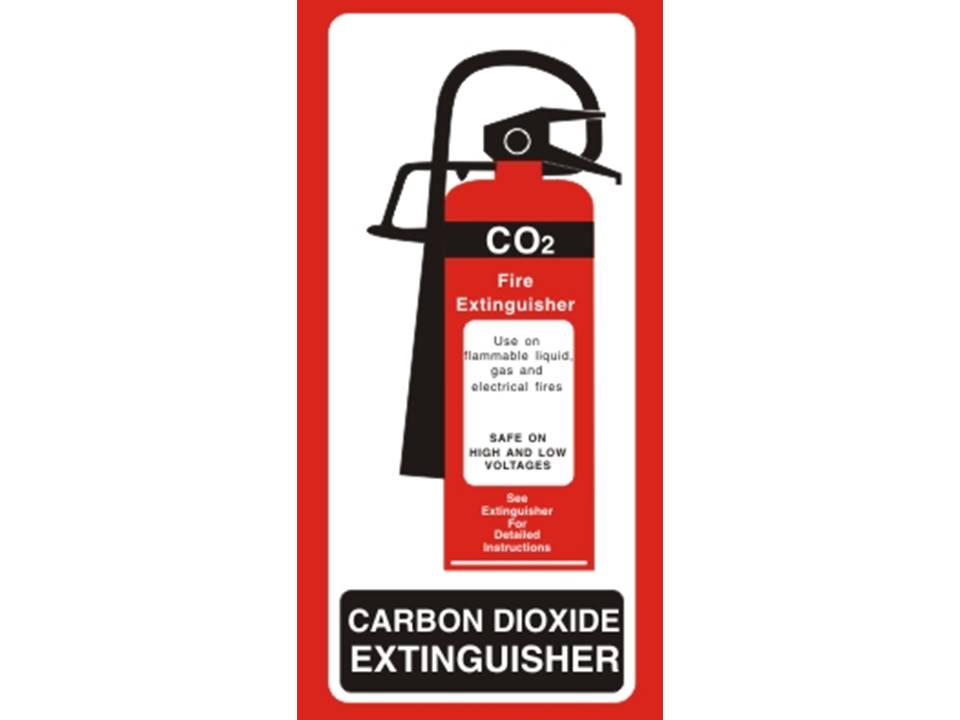 CO2
Fire
Extinguisher
Use on
flammable liquid,
gas and
electrical fires
SAFE ON
HIGH AND LOW
VOLTAGES
See
Extinguisher
For
Detailed
Instructions
CARBON DIOXIDE
EXTINGUISHER